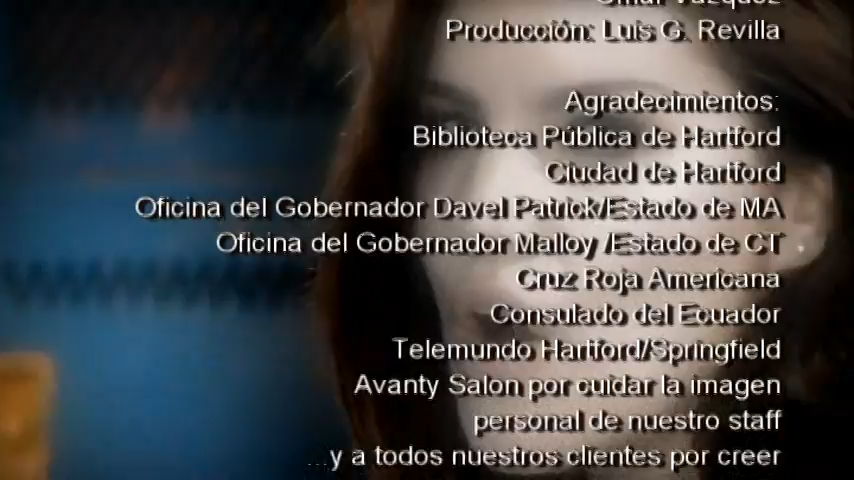 Omar Vazquez
Producción: Luis G. Revilla
Agradecimientos:
Biblioteca Pública de Hartford
Ciudad de Hartford
Oficina del Gobernador Davel Patrick/Estado de MA
Oficina del Gobernador Malloy /Estado de CT
Cruz Roja Americana
Consulado del Ecuador
Telemundo Hartford/Springfield
Avanty Salon por cuidar la imagen
personal de nuestro staff
...y a todos nuestros clientes por creer